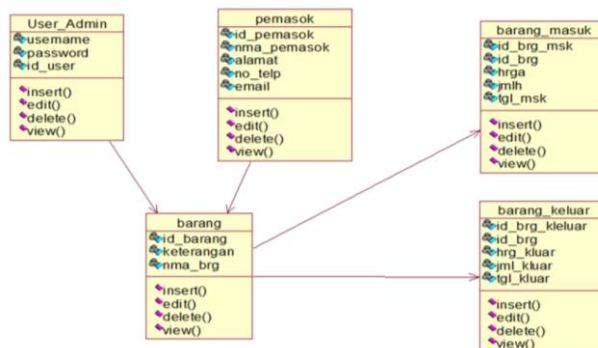 User_Admin
username
password
id_user
insert()
edit()
delete()
view()
pemasok
id_pemasok
nma_pemasok
alamat
no_telp
email
insert()
edit()
delete()
view()
barang_masuk
id_brg_msk
id_brg
hrga
jmlh
tgl_msk
insert()
edit()
delete()
view()
barang
id_barang
keterangan
nma_brg
insert()
edit()
delete()
view()
barang_keluar
id_brg_kleluar
id_brg
hrg_kluar
jml_kluar
tgl_kluar
insert()
edit()
delete()
view()